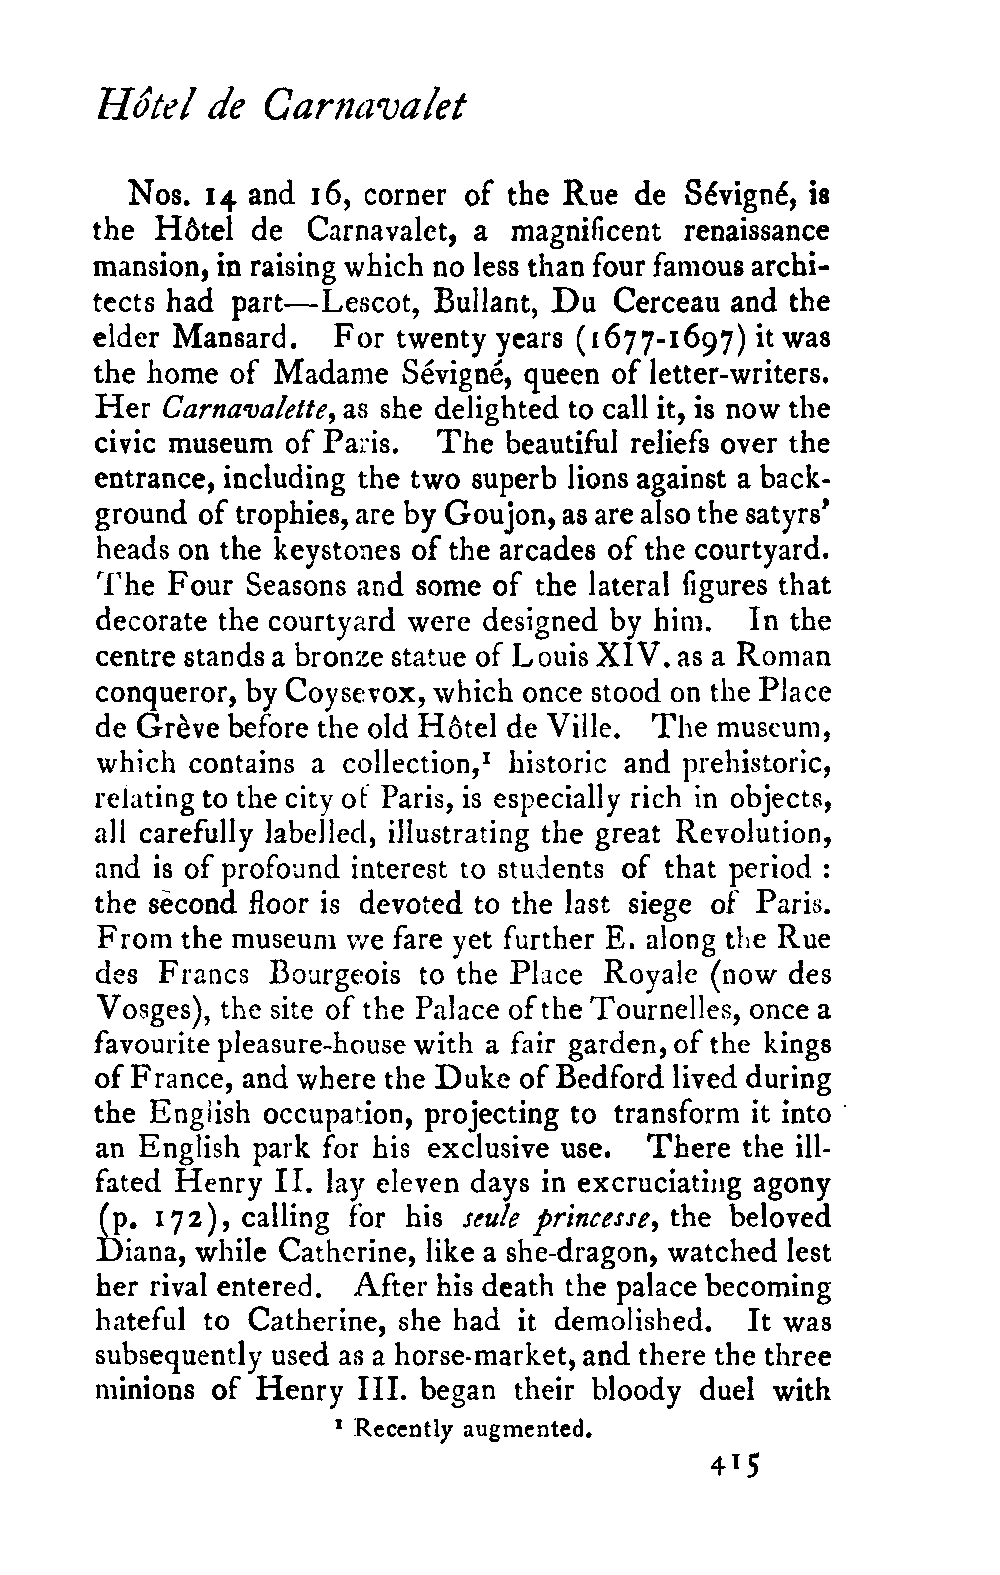 Hôtel de Carnavalet
Nos. 14 and 16, corner of the Rue de Sévigné, is
the Hôtel de Carnavalet, a magnificent renaissance
mansion, in raising which no less than four famous archi-
tects had part—Lescot, Bullant, Du Cerceau and the
elder Mansard. For twenty years (1677-1697) it was
the home of Madame Sévigné, queen of letter-writers.
Her Carnavalette, as she delighted to call it, is now the
civic museum of Paris. The beautiful reliefs over the
entrance, including the two superb lions against a back-
ground of trophies, are by Goujon, as are also the satyrs'
heads on the keystones of the arcades of the courtyard.
The Four Seasons and some of the lateral figures that
decorate the courtyard were designed by him. In the
centre stands a bronze statue of Louis XIV. as a Roman
conqueror, by Coysevox, which once stood on the Place
de Grève before the old Hôtel de Ville. The museum,
which contains a collection,¹ historic and prehistoric,
relating to the city of Paris, is especially rich in objects,
all carefully labelled, illustrating the great Revolution,
and is of profound interest to students of that period :
the second floor is devoted to the last siege of Paris.
From the museum we fare yet further E. along the Rue
des Francs Bourgeois to the Place Royale (now des
Vosges), the site of the Palace of the Tournelles, once a
favourite pleasure-house with a fair garden, of the kings
of France, and where the Duke of Bedford lived during
the English occupation, projecting to transform it into
an English park for his exclusive use. There the ill-
fated Henry II. lay eleven days in excruciating agony
(p. 172), calling for his seule princesse, the beloved
Diana, while Catherine, like a she-dragon, watched lest
her rival entered. After his death the palace becoming
hateful to Catherine, she had it demolished. It was
subsequently used as a horse-market, and there the three
minions of Henry III. began their bloody duel with
¹ Recently augmented.
415